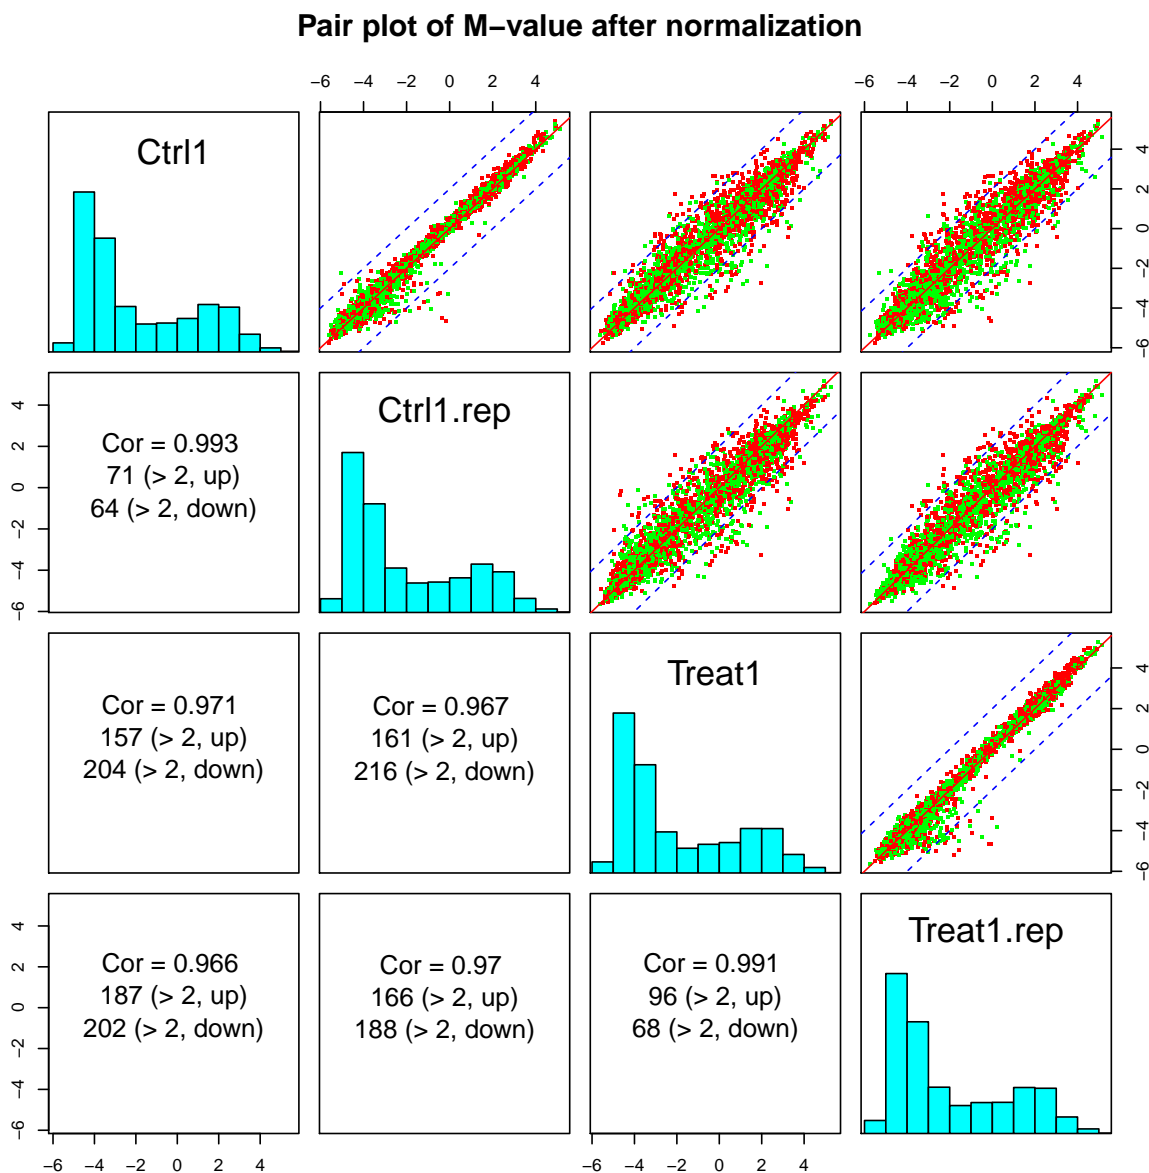 Pair plot of M−value after normalization
−6 −4 −2 0 2 4
−6 −4 −2 0 2 4
Ctrl1
4
2
0
−2
−4
−6
4
2
0
−2
−4
−6
Cor = 0.993
71 (> 2, up)
64 (> 2, down)
Ctrl1.rep
Cor = 0.971
157 (> 2, up)
204 (> 2, down)
Cor = 0.967
161 (> 2, up)
216 (> 2, down)
Treat1
4
2
0
−2
−4
−6
4
2
0
−2
−4
−6
Cor = 0.966
187 (> 2, up)
202 (> 2, down)
Cor = 0.97
166 (> 2, up)
188 (> 2, down)
Cor = 0.991
96 (> 2, up)
68 (> 2, down)
Treat1.rep
−6 −4 −2 0 2 4
−6 −4 −2 0 2 4